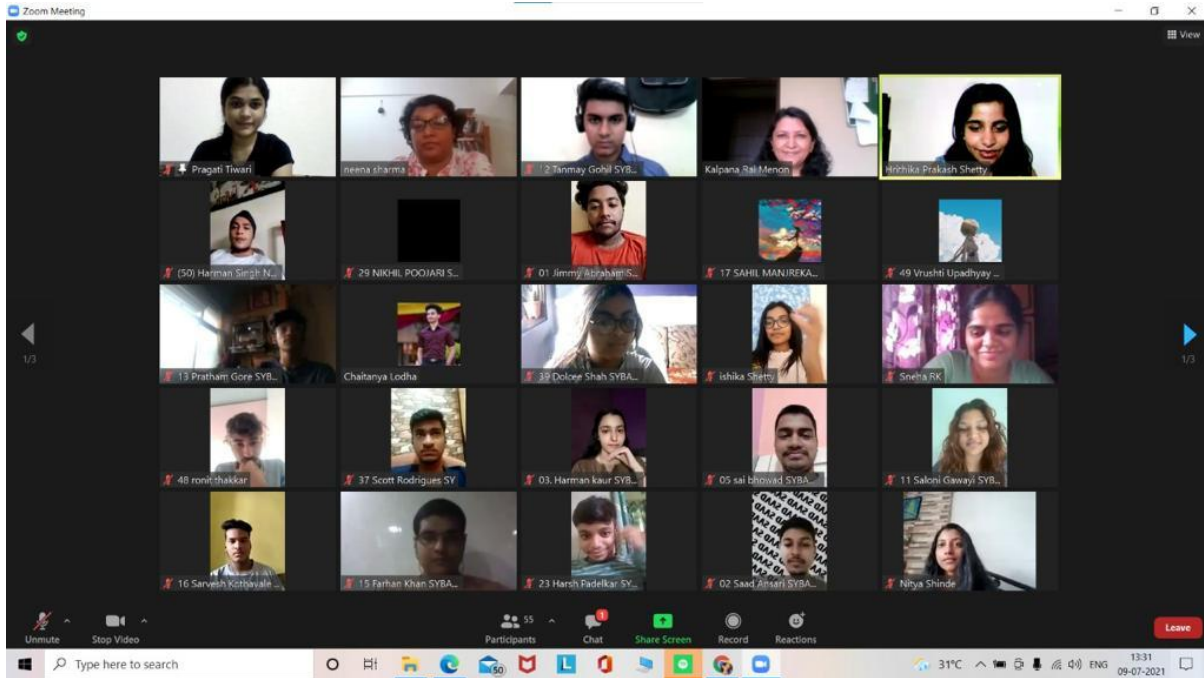 Zoom Meeting
View
Pragati Tiwari
neena sharma
12 Tanmay Gohil SYB...
Kalpana Rai Menon
Hrithika Prakash Shetty
(50) Harman Singh N...
29 NIKHIL POOJARI S...
01 Jimmy Abraham S...
17 SAHIL MANJREKA...
49 Vrushti Upadhyay ...
1/3
1/3
13 Pratham Gore SYB...
Chaitanya Lodha
39 Dolcee Shah SYBA...
ishika Shetty
Sneha RK
48 ronit thakkar
37 Scott Rodrigues SY
03. Harman kaur SYB...
05 sai bhowad SYBA...
11 Saloni Gawayi SYB...
SAAD SAAD SAAD
16 Sarvesh Kothavale ...
15 Farhan Khan SYBA...
23 Harsh Padelkar SY...
02 Saad Ansari SYBA...
Nitya Shinde
55
1
Unmute
Stop Video
Participants
Chat
Share Screen
Record
Reactions
Leave
Type here to search
50
L
31°C
ENG
13:31
09-07-2021